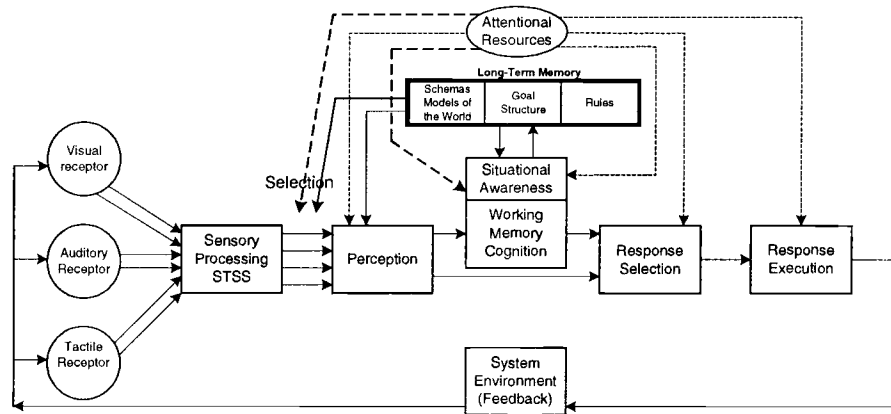 Attentional
Resources
Long-Term Memory
Schemas
Models of
the World
Goal
Structure
Rules
Visual
receptor
Selection
Situational
Awareness
Auditory
Receptor
Sensory
Processing
STSS
Perception
Working
Memory
Cognition
Response
Selection
Response
Execution
Tactile
Receptor
System
Environment
(Feedback)